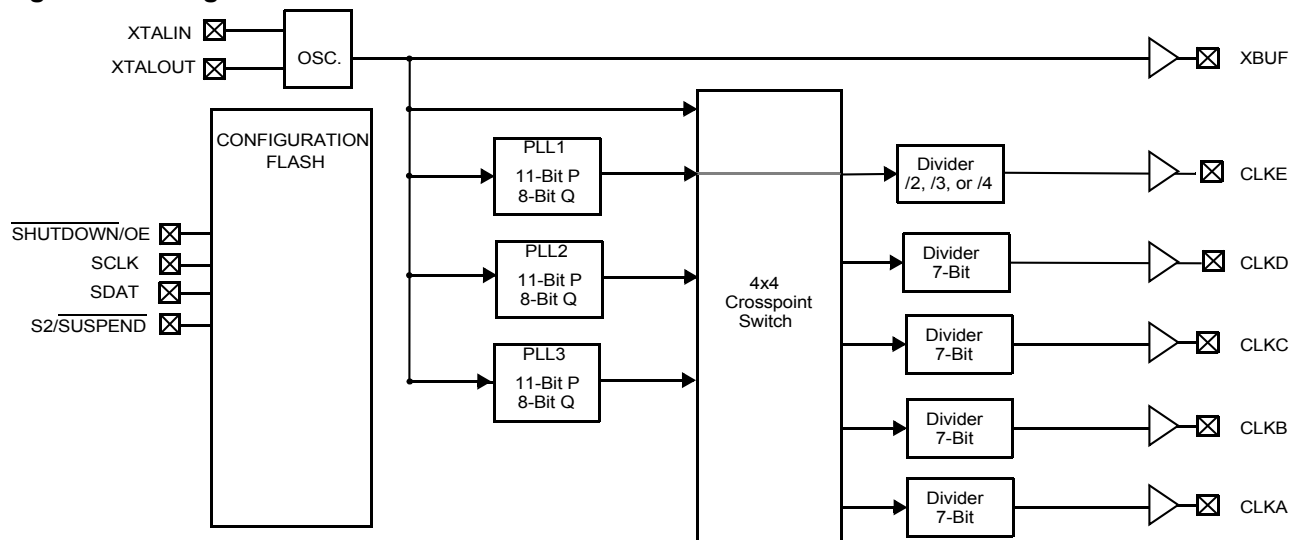 XTALIN
XTALOUT
OSC.
XBUF
CONFIGURATION
FLASH
SHUTDOWN/OE
SCLK
SDAT
S2/SUSPEND
PLL1
11-Bit P
8-Bit Q
PLL2
11-Bit P
8-Bit Q
PLL3
11-Bit P
8-Bit Q
4x4
Crosspoint
Switch
Divider
/2, /3, or /4
CLKE
Divider
7-Bit
CLKD
Divider
7-Bit
CLKC
Divider
7-Bit
CLKB
Divider
7-Bit
CLKA